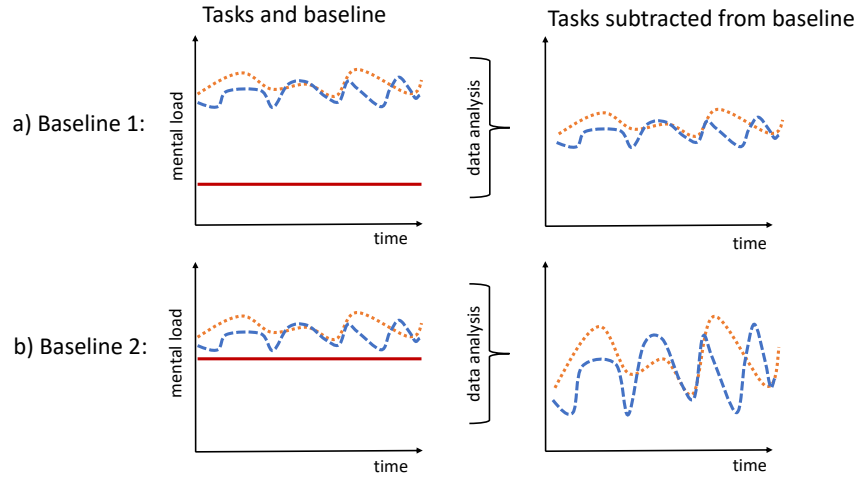 Tasks and baseline
Tasks subtracted from baseline
a) Baseline 1:
mental load
time
data analysis
time
b) Baseline 2:
mental load
time
data analysis
time